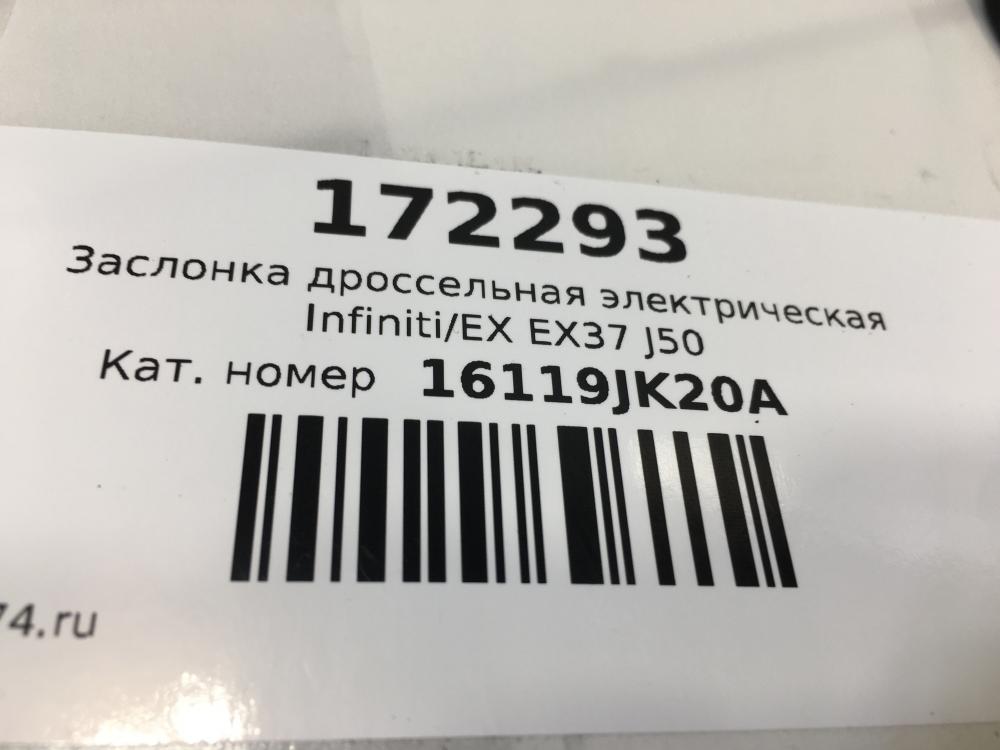 172293
Заслонка дроссельная электрическая
Infiniti/EX EX37 J50
Кат. номер 16119JK20A
74.ru